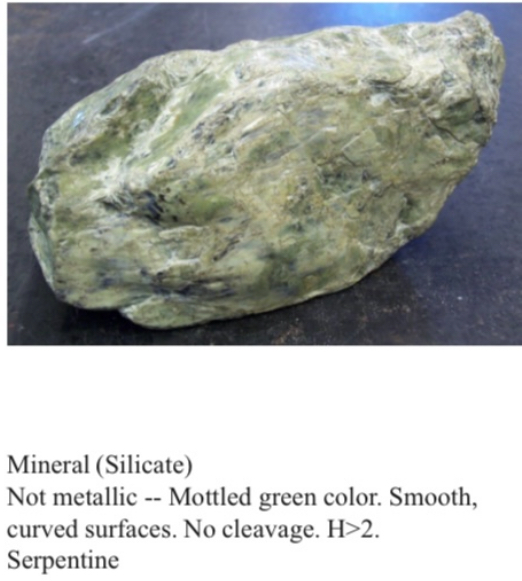 Mineral (Silicate)
Not metallic -- Mottled green color. Smooth,
curved surfaces. No cleavage. H>2.
Serpentine